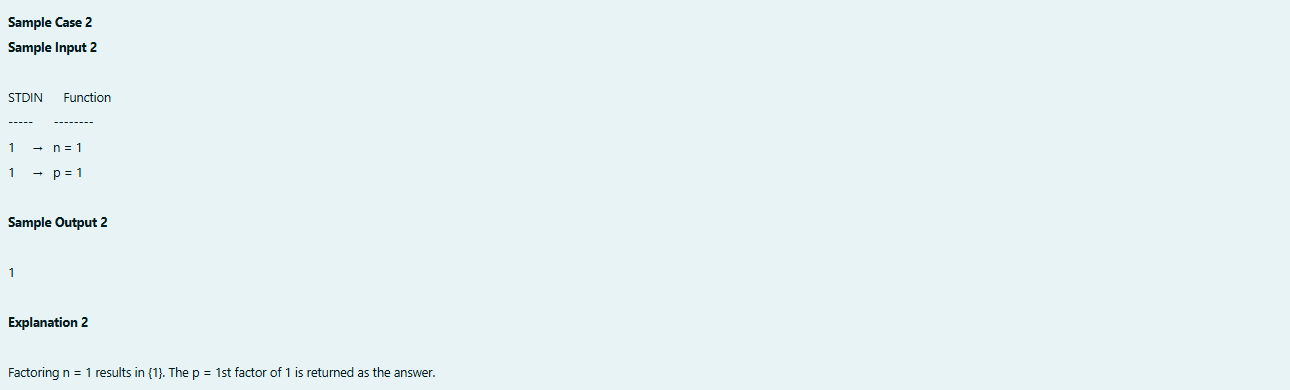 Sample Case 2
Sample Input 2
STDIN Function
----- --------
1 → n = 1
1 → p = 1
Sample Output 2
1
Explanation 2
Factoring n = 1 results in {1}. The p = 1st factor of 1 is returned as the answer.